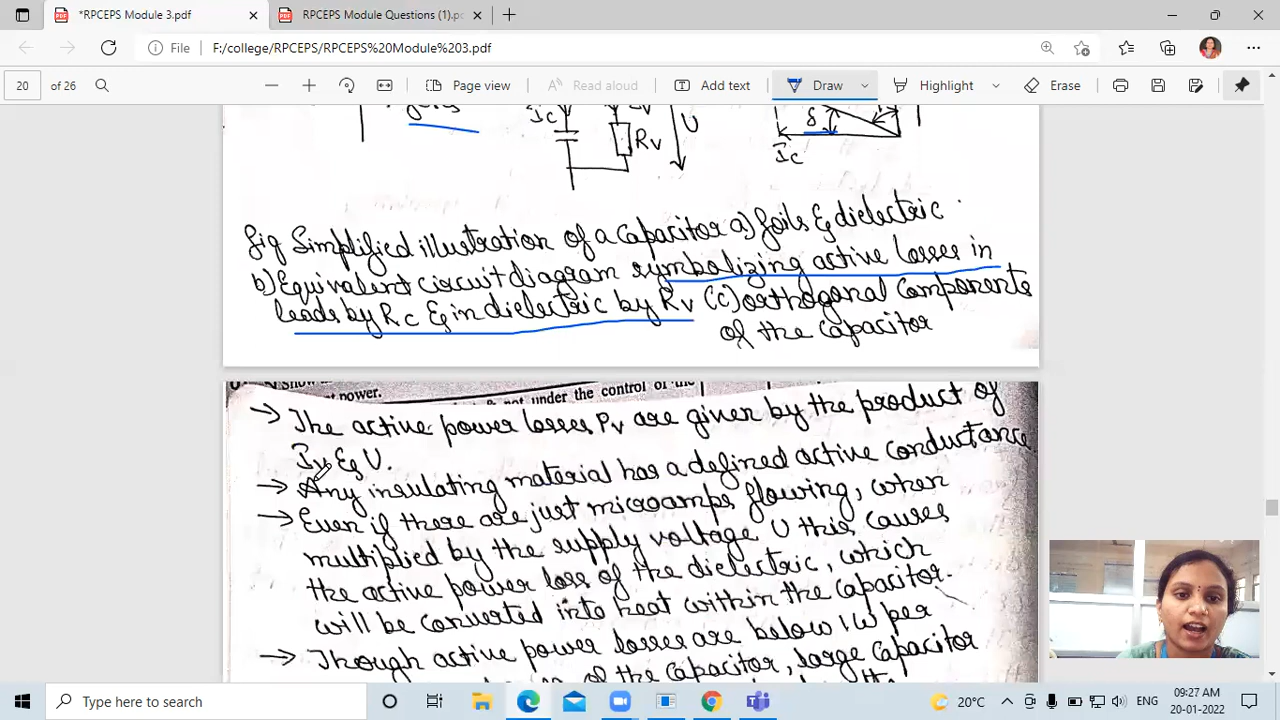 *RPCEPS Module 3.pdf
RPCEPS Module Questions (1).pd
File F:/college/RPCEPS/RPCEPS%20Module%203.pdf
20 of 26 Page view Read aloud Add text Draw Highlight Erase
foils Ic Rv U δ
Ic
fig Simplified illustration of a capacitor a) foils & dielectric
b) Equivalent circuit diagram symbolizing active losses in
leads by Rc & in dielectric by Rv (c) orthogonal components
of the capacitor
not under the control of the
power.
→ The active power losses Pv are given by the product of
Iv & U.
→ Any insulating material has a defined active conductance
→ Even if there are just microamps flowing, when
multiplied by the supply voltage U this causes
the active power loss of the dielectric, which
will be converted into heat within the capacitor.
→ Though active power losses are below 1W per
of the capacitor, large capacitor
Type here to search
20°C
ENG
09:27 AM
20-01-2022